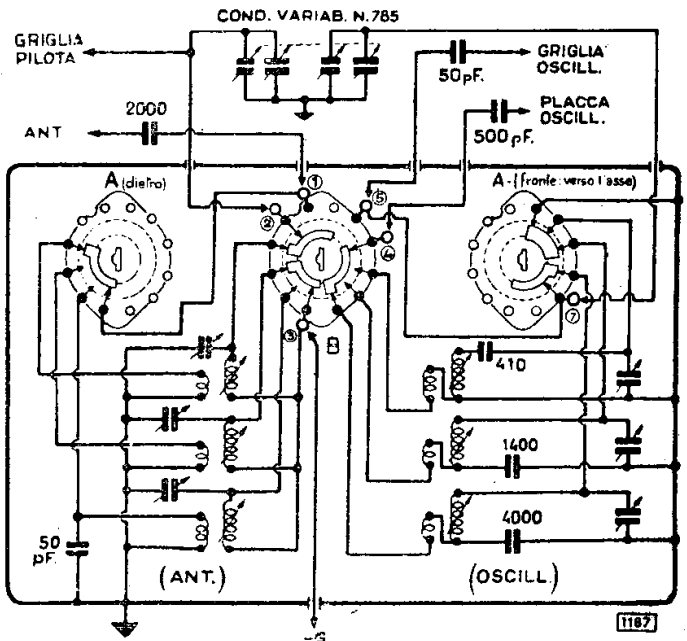 COND. VARIAB. N.785
GRIGLIA
PILOTA
50pF.
GRIGLIA
OSCILL.
2000
ANT
500pF.
PLACCA
OSCILL.
A (dietro)
A-(fronte: verso l'asse)
1
2
5
4
3
B
7
410
1400
4000
50
pF.
(ANT.)
(OSCILL.)
1167
-G